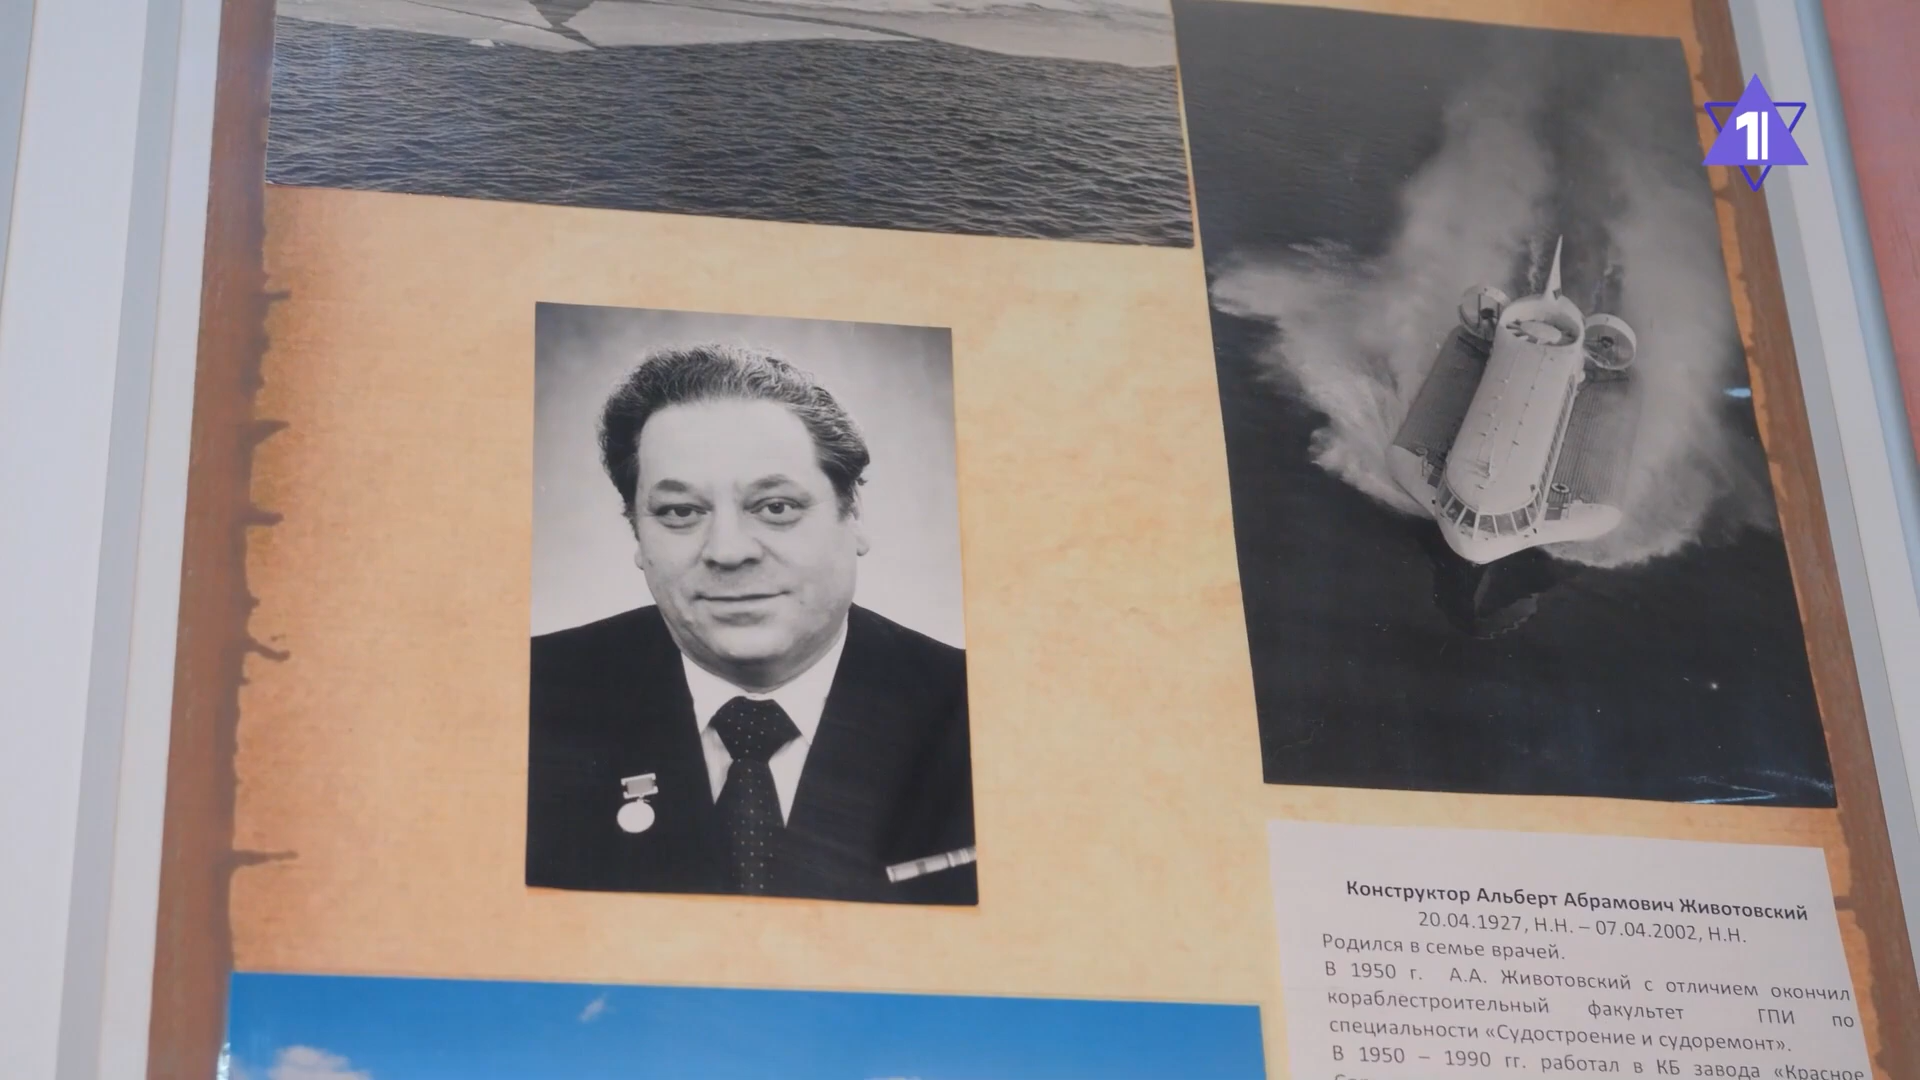 1
Конструктор Альберт Абрамович Животовский
20.04.1927, Н.Н. – 07.04.2002, Н.Н.
Родился в семье врачей.
В 1950 г. А.А. Животовский с отличием окончил
кораблестроительный факультет ГПИ по
специальности «Судостроение и судоремонт».
В 1950 – 1990 гг. работал в КБ завода «Красное